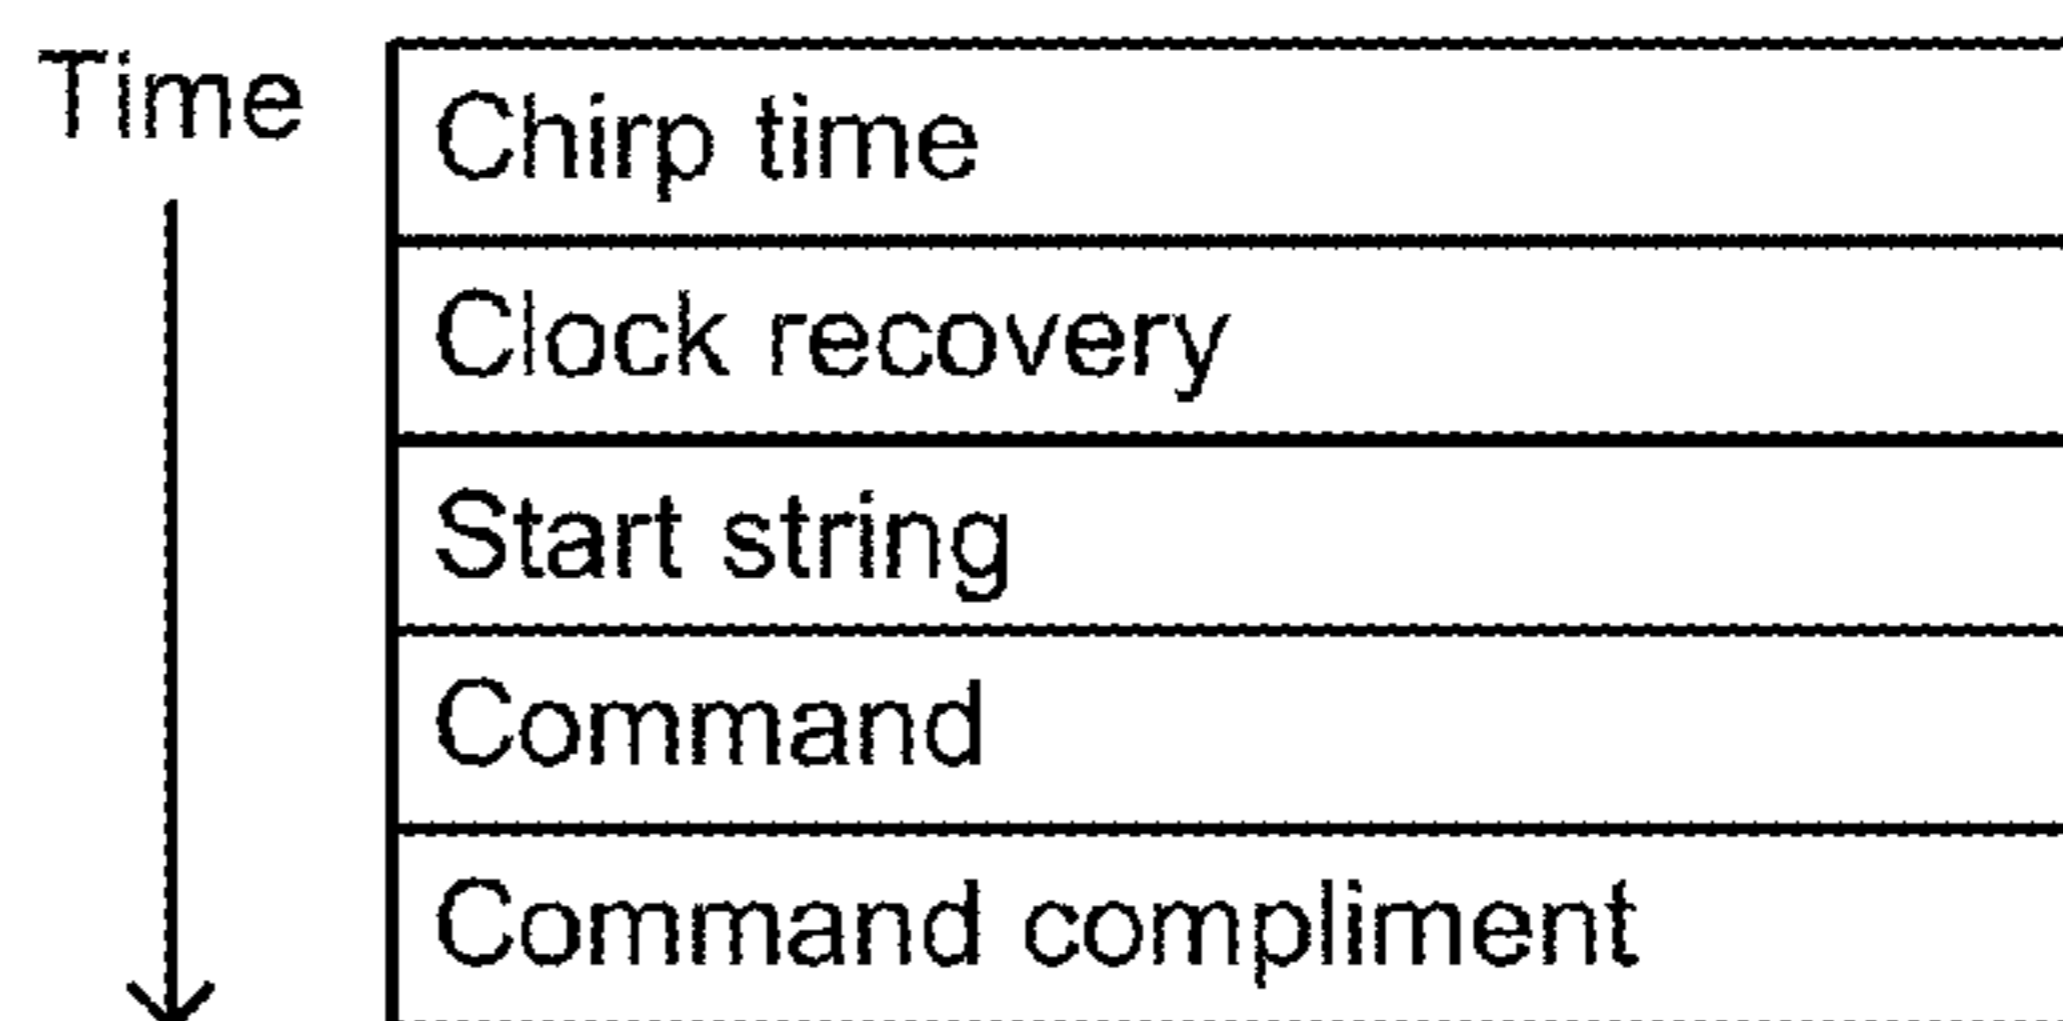 Time
Chirp time
Clock recovery
Start string
Command
Command compliment